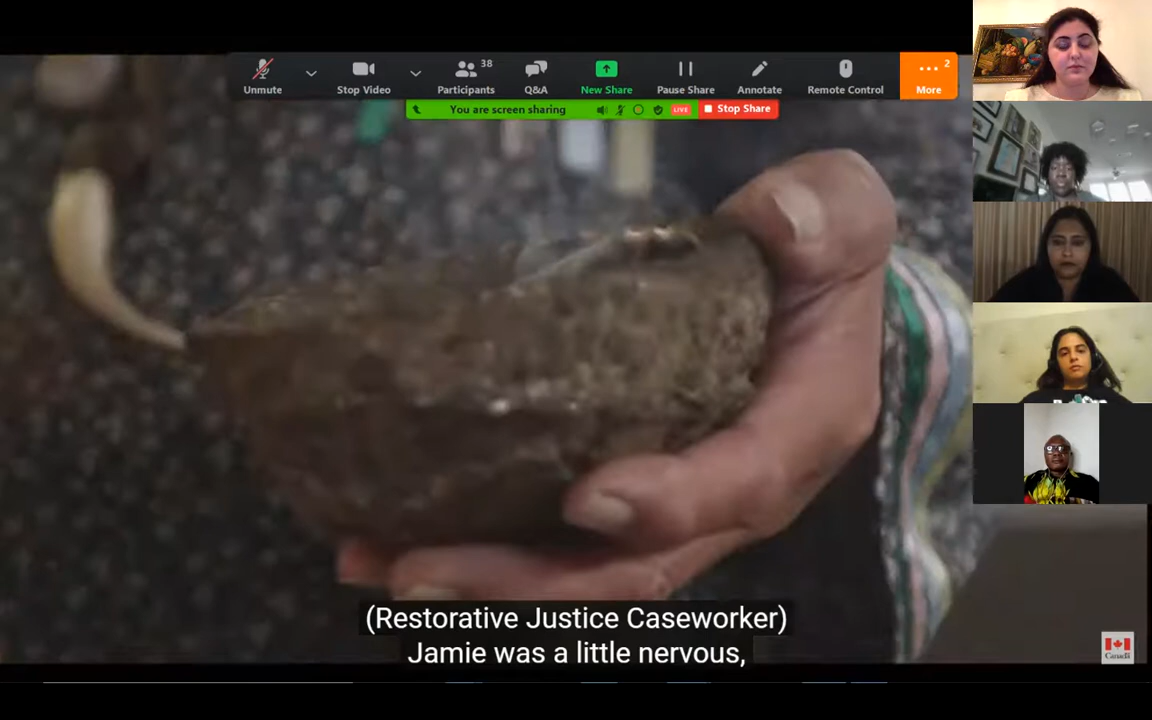 38
2
Unmute
Stop Video
Participants
Q&A
New Share
Pause Share
Annotate
Remote Control
More
You are screen sharing
LIVE
Stop Share
(Restorative Justice Caseworker)
Jamie was a little nervous,
Canada